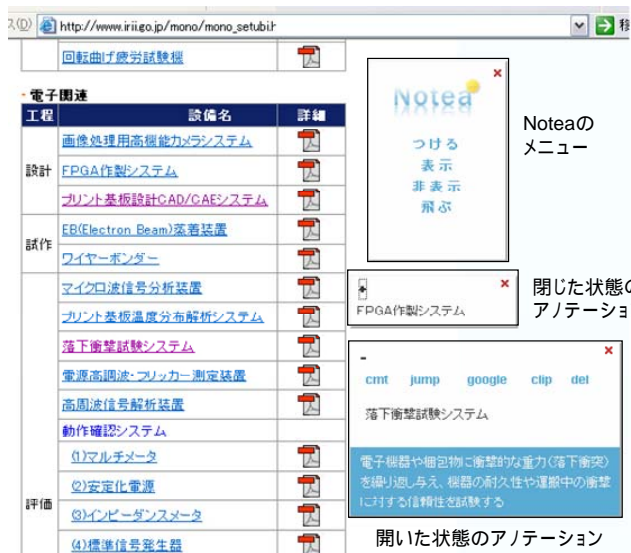 ス(D) http://www.irii.go.jp/mono/mono_setubi.h
回転曲げ疲労試験機
電子関連
工程 設備名 詳細
設計
画像処理用高機能カメラシステム
FPGA作製システム
プリント基板設計CAD/CAEシステム
試作
EB(Electron Beam)蒸着装置
ワイヤーボンダー
評価
マイクロ波信号分析装置
プリント基板温度分布解析システム
落下衝撃試験システム
電源高調波・フリッカー測定装置
高周波信号解析装置
動作確認システム
(1)マルチメータ
(2)安定化電源
(3)インピーダンスメータ
(4)標準信号発生器
Notea
つける
表示
非表示
飛ぶ
Noteaの
メニュー
FPGA作製システム
閉じた状態の
アノテーショ
cmt jump google clip del
落下衝撃試験システム
電子機器や梱包物に衝撃的な重力(落下衝突)
を繰り返し与え、機器の耐久性や運搬中の衝撃
に対する信頼性を試験する
開いた状態のアノテーション